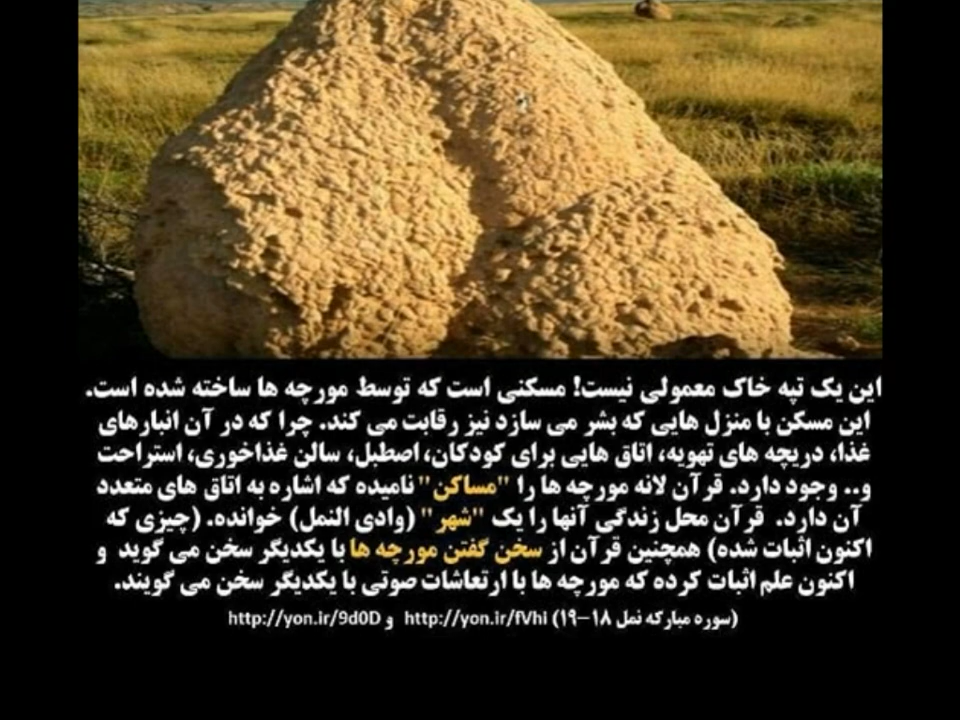 این یک تپه خاک معمولی نیست! مسکنی است که توسط مورچه ها ساخته شده است.
این مسکن با منزل هایی که بشر می سازد نیز رقابت می کند. چرا که در آن انبارهای
غذا، دریچه های تهویه، اتاق هایی برای کودکان، اصطبل، سالن غذاخوری، استراحت
و.. وجود دارد. قرآن لانه مورچه ها را "مساکن" نامیده که اشاره به اتاق های متعدد
آن دارد. قرآن محل زندگی آنها را یک "شهر" (وادی النمل) خوانده. (چیزی که
اکنون اثبات شده) همچنین قرآن از سخن گفتن مورچه ها با یکدیگر سخن می گوید و
اکنون علم اثبات کرده که مورچه ها با ارتعاشات صوتی با یکدیگر سخن می گویند.
(سوره مبارکه نمل ۱۸-۱۹) http://yon.ir/fVhi و http://yon.ir/9d0D